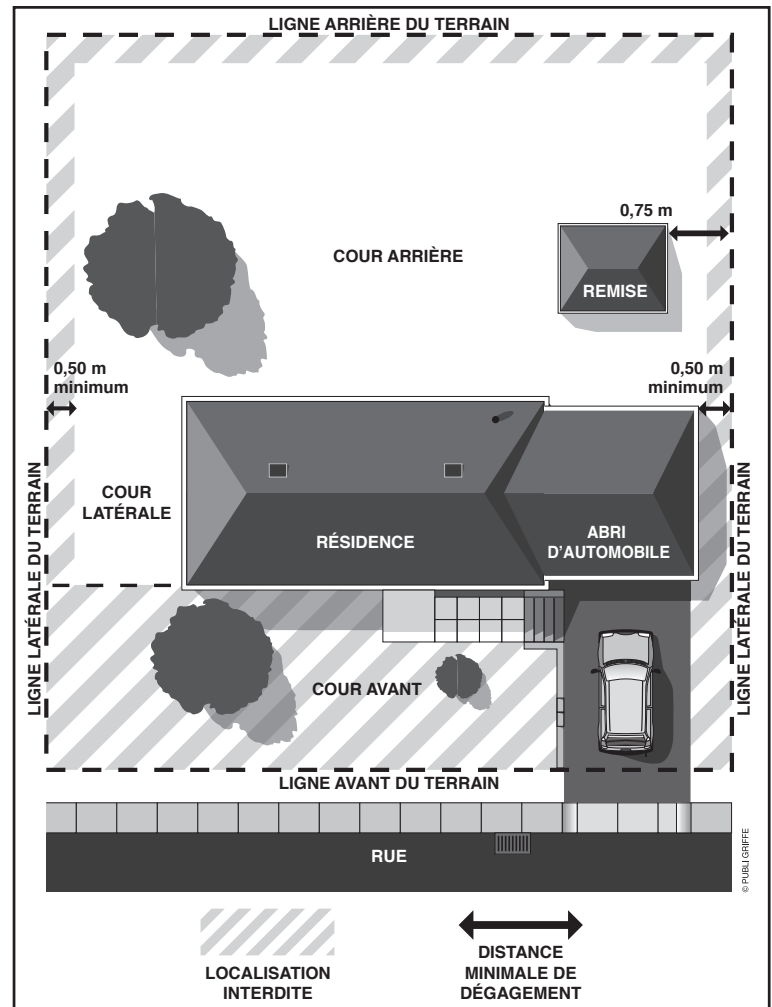 LIGNE ARRIÈRE DU TERRAIN
0,75 m
COUR ARRIÈRE
REMISE
0,50 m
minimum
0,50 m
minimum
LIGNE LATÉRALE DU TERRAIN
COUR
LATÉRALE
RÉSIDENCE
ABRI
D'AUTOMOBILE
LIGNE LATÉRALE DU TERRAIN
COUR AVANT
LIGNE AVANT DU TERRAIN
RUE
© PUBLI GRIFFE
LOCALISATION
INTERDITE
DISTANCE
MINIMALE DE
DÉGAGEMENT